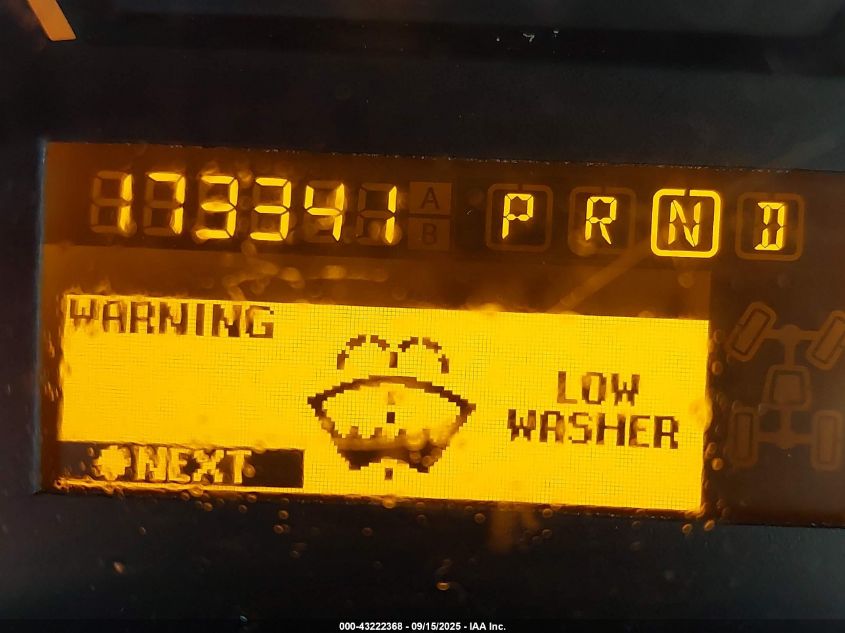 173341 A P R N D
B
WARNING
LOW
WASHER
✱NEXT
000-43222368 - 09/15/2025 - IAA Inc.